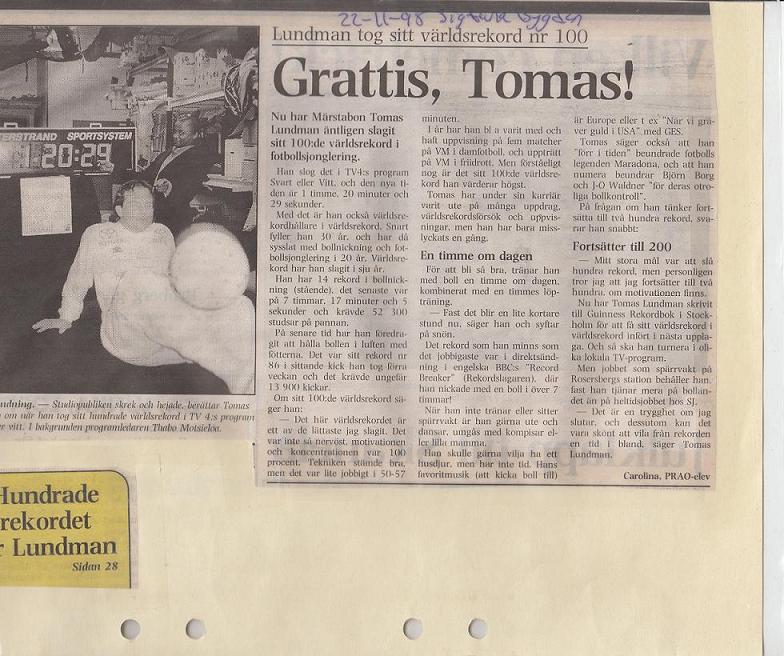 22-11-98 Sigtuna bygden
Lundman tog sitt världsrekord nr 100
Grattis, Tomas!
ERSTRAND SPORTSYSTEM
1:20:29
Nu har Märstabon Tomas
Lundman äntligen slagit
sitt 100:de världsrekord i
fotbollsjonglering.
Han slog det i TV4:s program
Svart eller Vitt, och den nya ti-
den är 1 timme, 20 minuter och
29 sekunder.
Med det är han också världsre-
kordhållare i världsrekord. Snart
fyller han 30 år, och har då
sysslat med bollnickning och fot-
bollsjonglering i 20 år. Världsre-
kord har han slagit i sju år.
Han har 14 rekord i bollnick-
ning (stående), det senaste var
på 7 timmar, 17 minuter och 5
sekunder och krävde 52 300
studsar på pannan.
På senare tid har han föredra-
git att hålla bollen i luften med
fötterna. Det var sitt rekord nr
86 i sittande kick han tog förra
veckan och det krävde ungefär
13 900 kickar.
Om sitt 100:de världsrekord sä-
ger han:
— Det här världsrekordet är
ett av de lättaste jag slagit. Det
var inte så nervöst, motivationen
och koncentrationen var 100
procent. Tekniken stämde bra,
men det var lite jobbigt i 50-57
minuten.
I år har han bl a varit med och
haft uppvisning på fem matcher
på VM i damfotboll, och uppträtt
på VM i friidrott. Men förståeligt
nog är det sitt 100:de världsrekord
han värderar högst.
Tomas har under sin karriär
varit ute på många uppdrag,
världsrekordsförsök och uppvis-
ningar, men han har bara miss-
lyckats en gång.
En timme om dagen
För att bli så bra, tränar han
med boll en timme om dagen,
kombinerat med en timmes löp-
träning.
— Fast det blir en lite kortare
stund nu, säger han och syftar
på snön.
Det rekord han minns som
det jobbigaste var i direktsänd-
ning i engelska BBC:s "Record
Breaker" (Rekordslagaren), där
han nickade med en boll i över 7
timmar!
När han inte tränar eller sitter
spärrvakt är han gärna ute och
dansar, umgås med kompisar el-
ler lilla mamma.
Han skulle gärna vilja ha ett
husdjur, men har inte tid. Hans
favoritmusik (att kicka boll till)
är Europe eller t ex "När vi grä-
ver guld i USA" med GES.
Tomas säger också att han
"förr i tiden" beundrade fotbolls
legenden Maradona, och att han
numera beundrar Björn Borg
och J-O Waldner "för deras otro-
liga bollkontroll".
På frågan om han tänker fort-
sätta till två hundra rekord, sva-
rar han snabbt:
Fortsätter till 200
— Mitt stora mål var att slå
hundra rekord, men personligen
tror jag att jag fortsätter till två
hundra, om motivationen finns.
Nu har Tomas Lundman skrivit
till Guinness Rekordbok i Stock-
holm för att få sitt världsrekord i
världsrekord infört i nästa uppla-
ga. Och så ska han turnera i oli-
ka lokala TV-program.
Men jobbet som spärrvakt på
Rosersbergs station behåller han,
fast han tjänar mera på bollan-
det än på heltidsjobbet hos SJ.
— Det är en trygghet om jag
slutar, och dessutom kan det
vara skönt att vila från rekorden
en tid i bland, säger Tomas
Lundman.
Carolina, PRAO-elev
ndning. — Studiopubliken skrek och hejade, berättar Tomas
n om när han tog sitt hundrade världsrekord i TV 4:s program
er vitt. I bakgrunden programledaren Thabo Motsieloa.
Hundrade
rekordet
r Lundman
Sidan 28